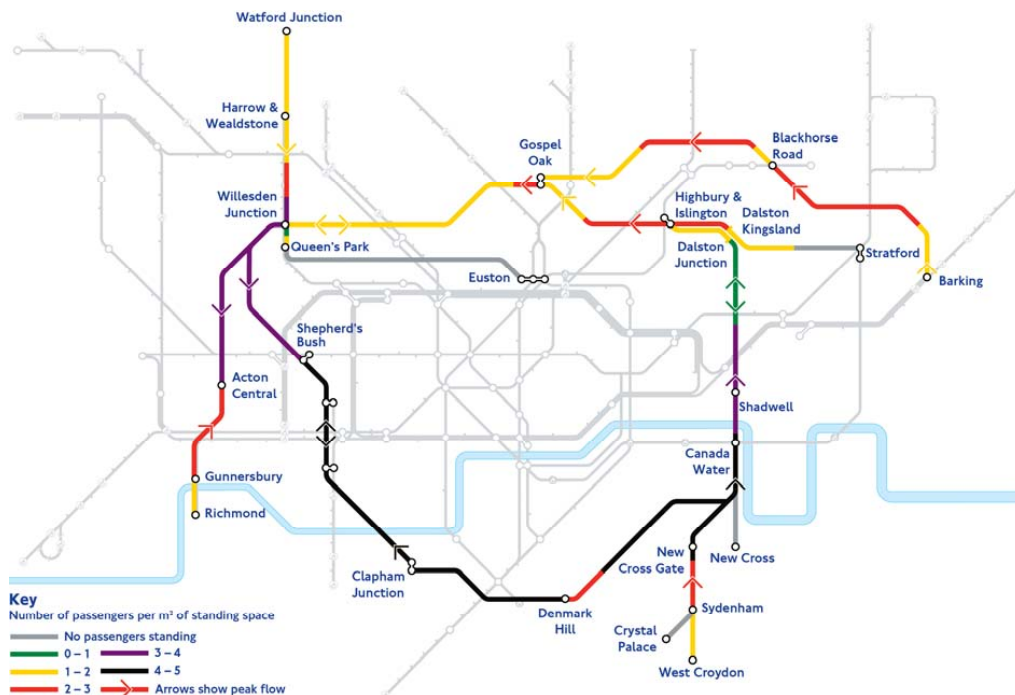 Watford Junction
Harrow &
Wealdstone
Gospel
Oak
Blackhorse
Road
Willesden
Junction
Highbury &
Islington
Dalston
Kingsland
Queen's Park
Dalston
Junction
Stratford
Euston
Barking
Shepherd's
Bush
Acton
Central
Shadwell
Canada
Water
Gunnersbury
Richmond
New
Cross Gate
New Cross
Clapham
Junction
Denmark
Hill
Sydenham
Crystal
Palace
West Croydon
Key
Number of passengers per m² of standing space
No passengers standing
0 – 1
3 – 4
1 – 2
4 – 5
2 – 3
Arrows show peak flow